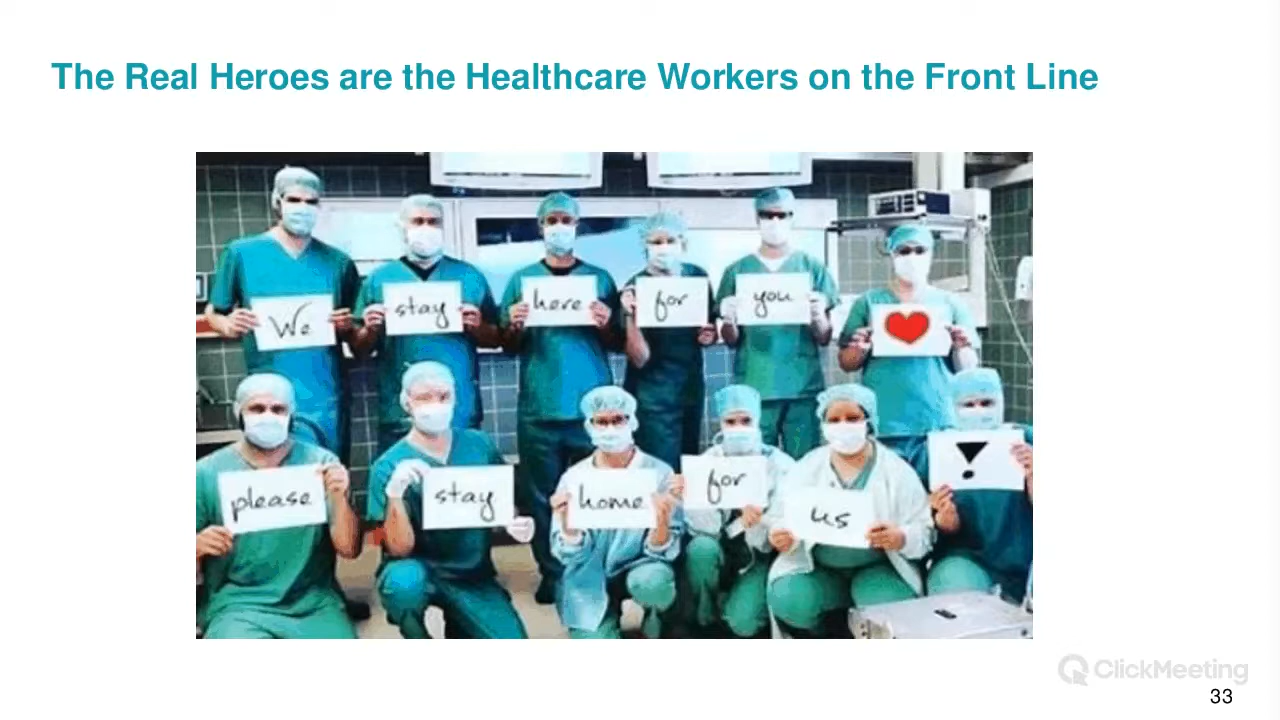 The Real Heroes are the Healthcare Workers on the Front Line
We stay here for you
please stay home for us !
ClickMeeting
33